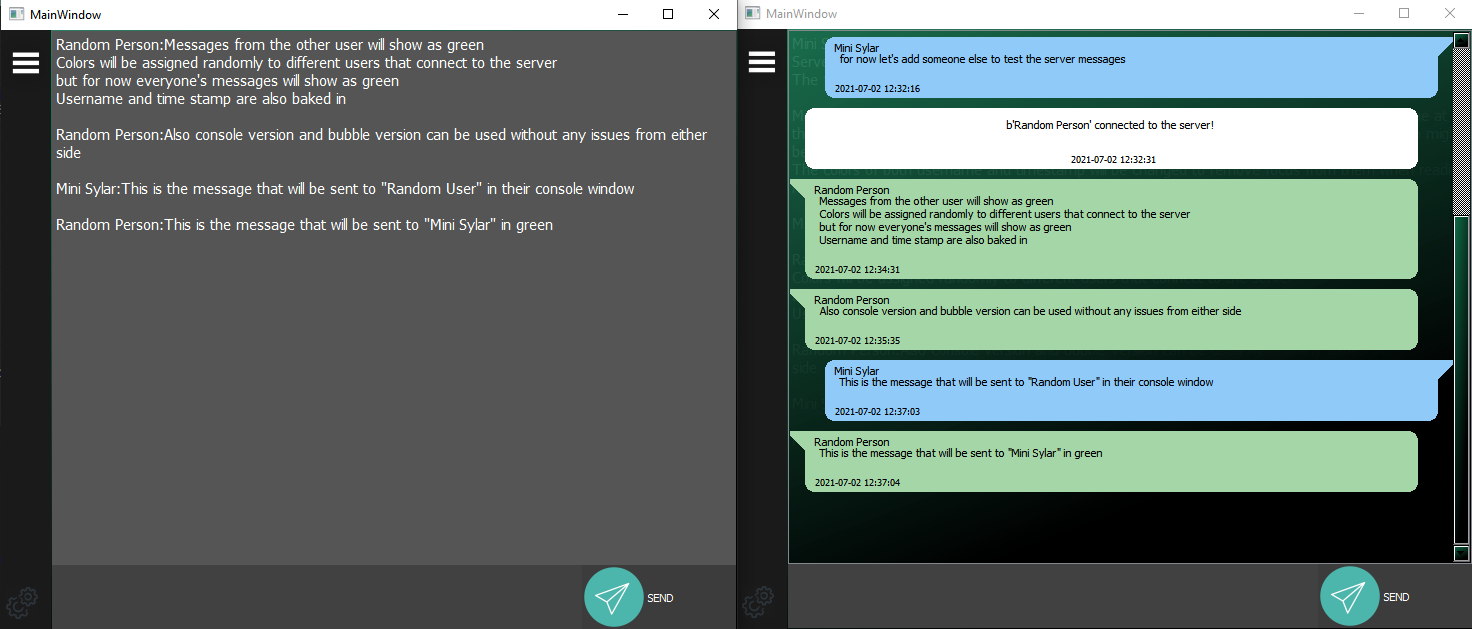 MainWindow
Random Person:Messages from the other user will show as green
Colors will be assigned randomly to different users that connect to the server
but for now everyone's messages will show as green
Username and time stamp are also baked in
Random Person:Also console version and bubble version can be used without any issues from either
side
Mini Sylar:This is the message that will be sent to "Random User" in their console window
Random Person:This is the message that will be sent to "Mini Sylar" in green
SEND
MainWindow
Mini Sylar
for now let's add someone else to test the server messages
2021-07-02 12:32:16
b'Random Person' connected to the server!
2021-07-02 12:32:31
Random Person
Messages from the other user will show as green
Colors will be assigned randomly to different users that connect to the server
but for now everyone's messages will show as green
Username and time stamp are also baked in
2021-07-02 12:34:31
Random Person
Also console version and bubble version can be used without any issues from either side
2021-07-02 12:35:35
Mini Sylar
This is the message that will be sent to "Random User" in their console window
2021-07-02 12:37:03
Random Person
This is the message that will be sent to "Mini Sylar" in green
2021-07-02 12:37:04
SEND